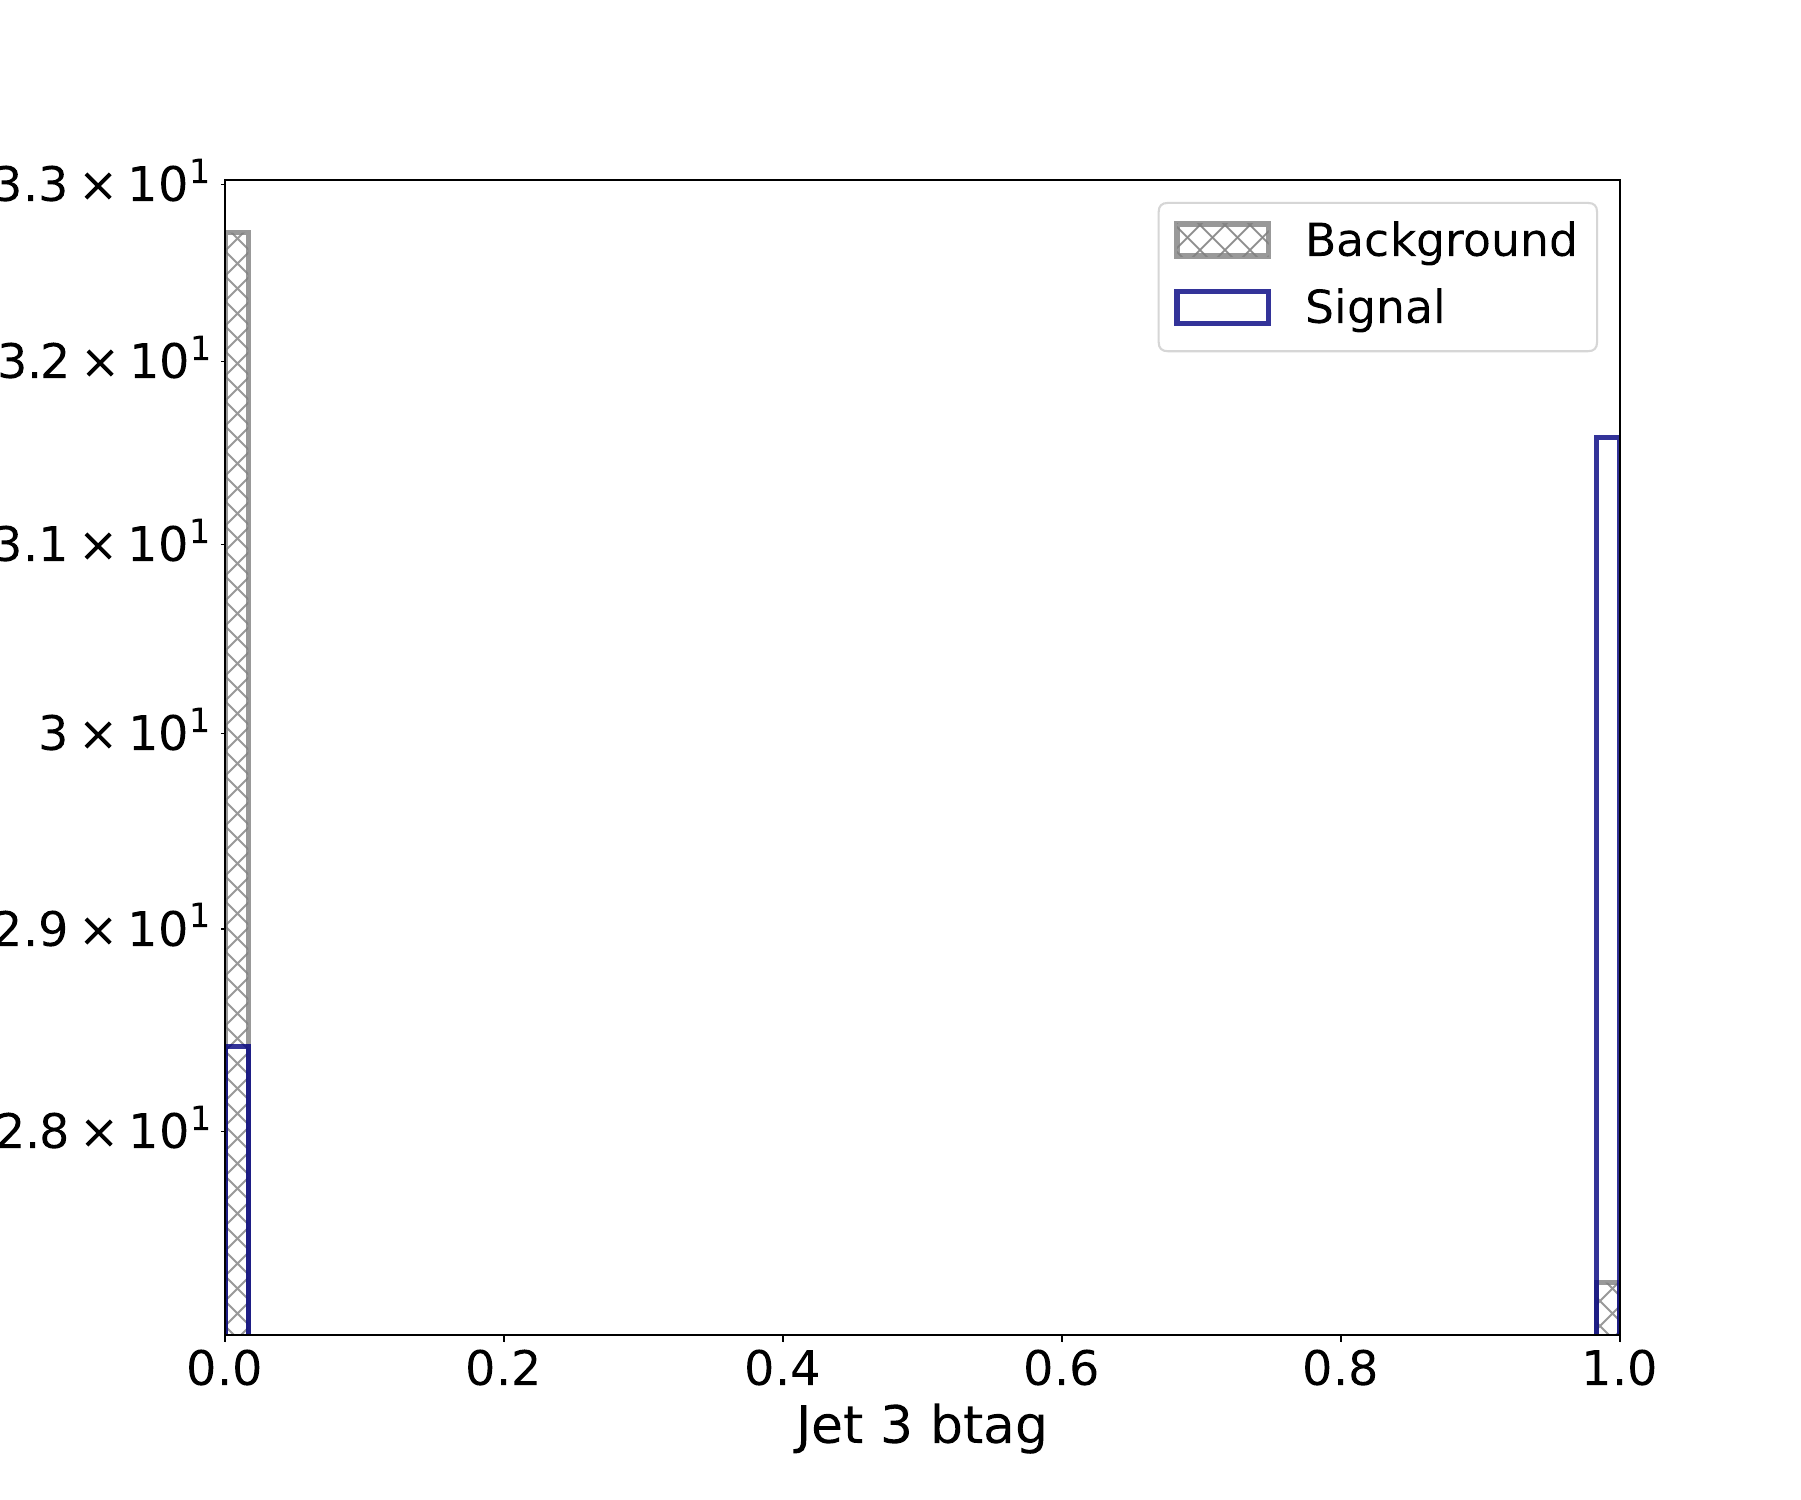 3.3 × 10¹
3.2 × 10¹
3.1 × 10¹
3 × 10¹
2.9 × 10¹
2.8 × 10¹
Background
Signal
0.0 0.2 0.4 0.6 0.8 1.0
Jet 3 btag